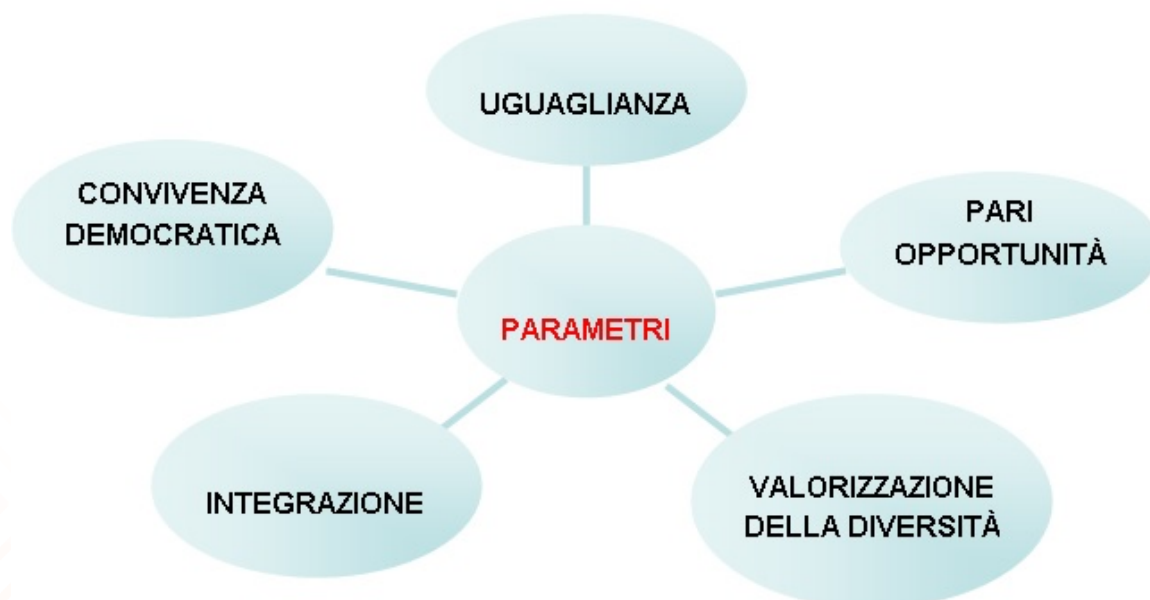 UGUAGLIANZA
CONVIVENZA
DEMOCRATICA
PARI
OPPORTUNITÀ
PARAMETRI
INTEGRAZIONE
VALORIZZAZIONE
DELLA DIVERSITÀ